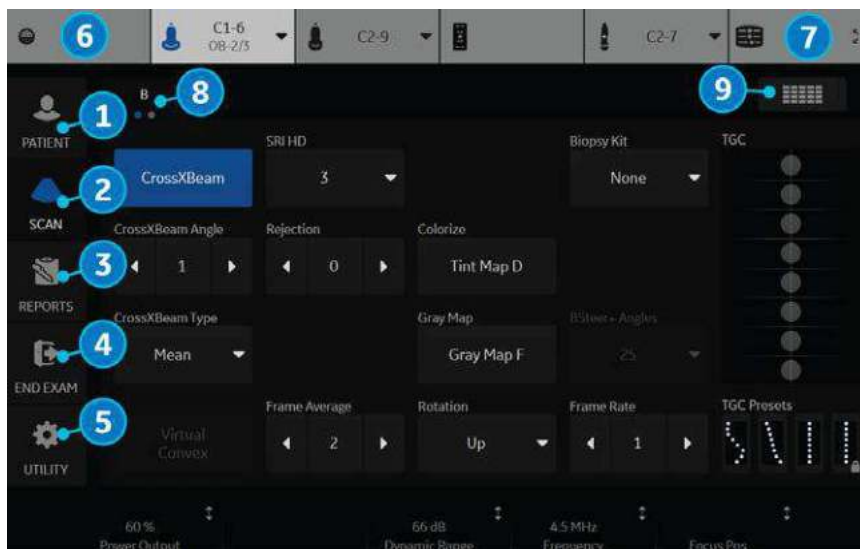 6
C1-6
OB-2/3
C2-9
C2-7
7
1
PATIENT
B
8
9
2
SCAN
SRI HD
Biopsy Kit
TGC
CrossXBeam
3
None
3
REPORTS
CrossXBeam Angle
Rejection
Colorize
1
0
Tint Map D
4
END EXAM
CrossXBeam Type
Gray Map
BSteer+ Angles
Mean
Gray Map F
25
5
UTILITY
Frame Average
Rotation
Frame Rate
TGC Presets
Virtual
Convex
2
Up
1
60 %
Power Output
66 dB
Dynamic Range
4.5 MHz
Frequency
Focus Pos